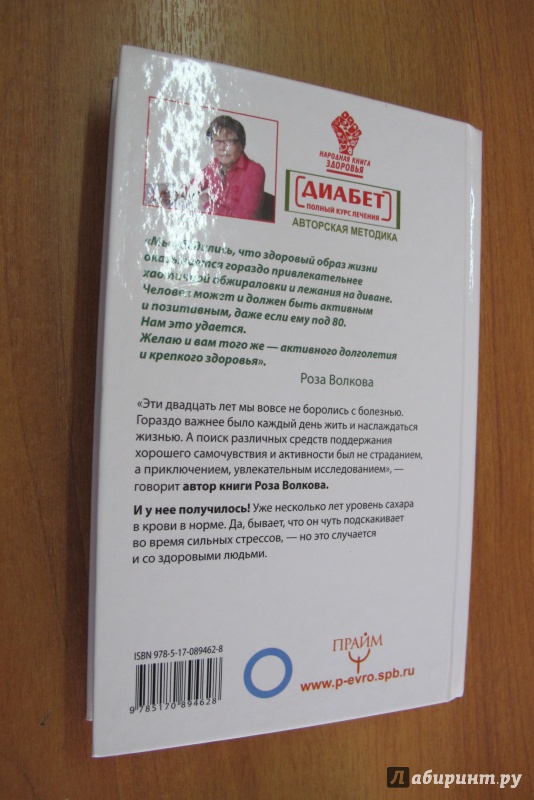 НАРОДНАЯ КНИГА
ЗДОРОВЬЯ
ДИАБЕТ
ПОЛНЫЙ КУРС ЛЕЧЕНИЯ
АВТОРСКАЯ МЕТОДИКА
«Мы убедились, что здоровый образ жизни
оказывается гораздо привлекательнее
хаотичной обжираловки и лежания на диване.
Человек может и должен быть активным
и позитивным, даже если ему под 80.
Нам это удается.
Желаю и вам того же — активного долголетия
и крепкого здоровья».
Роза Волкова
«Эти двадцать лет мы вовсе не боролись с болезнью.
Гораздо важнее было каждый день жить и наслаждаться
жизнью. А поиск различных средств поддержания
хорошего самочувствия и активности был не страданием,
а приключением, увлекательным исследованием», —
говорит автор книги Роза Волкова.
И у нее получилось! Уже несколько лет уровень сахара
в крови в норме. Да, бывает, что он чуть подскакивает
во время сильных стрессов, — но это случается
и со здоровыми людьми.
ISBN 978-5-17-089462-8
9 785170 894628
ПРАЙМ
www.p-evro.spb.ru
Лабиринт.ру